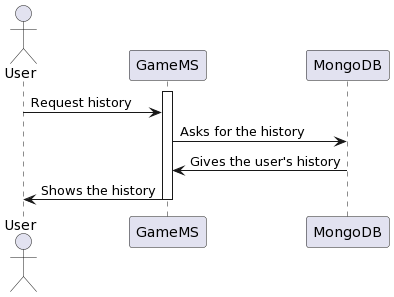 User
GameMS
MongoDB
Request history
Asks for the history
Gives the user's history
Shows the history
User
GameMS
MongoDB